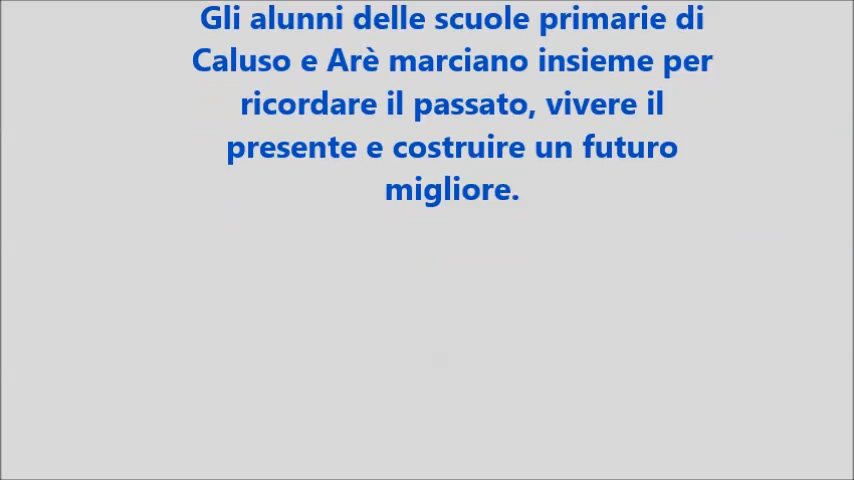 Gli alunni delle scuole primarie di
Caluso e Arè marciano insieme per
ricordare il passato, vivere il
presente e costruire un futuro
migliore.